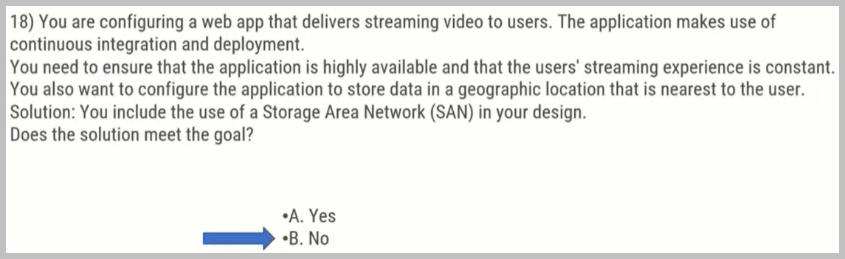 18) You are configuring a web app that delivers streaming video to users. The application makes use of
continuous integration and deployment.
You need to ensure that the application is highly available and that the users' streaming experience is constant.
You also want to configure the application to store data in a geographic location that is nearest to the user.
Solution: You include the use of a Storage Area Network (SAN) in your design.
Does the solution meet the goal?
•A. Yes
•B. No